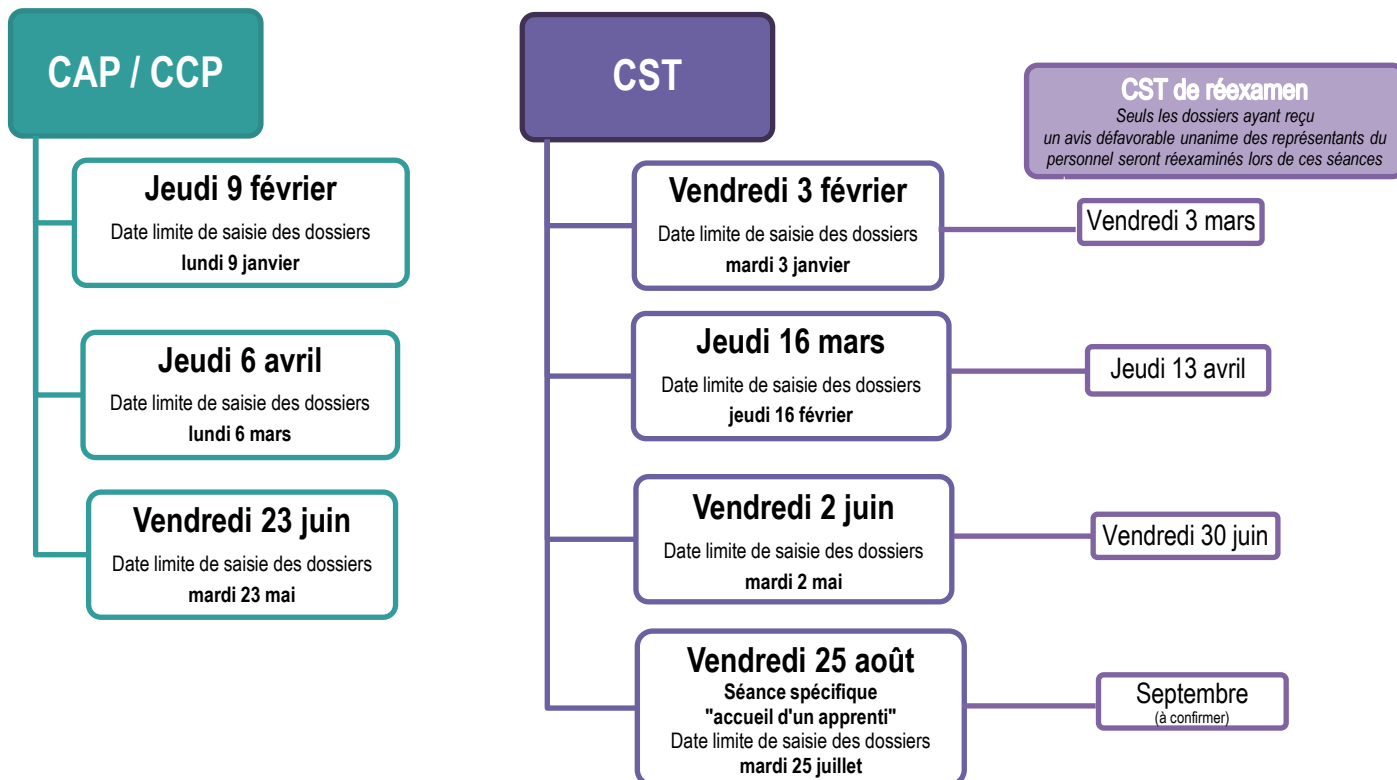 CAP / CCP
Jeudi 9 février
Date limite de saisie des dossiers
lundi 9 janvier
Jeudi 6 avril
Date limite de saisie des dossiers
lundi 6 mars
Vendredi 23 juin
Date limite de saisie des dossiers
mardi 23 mai
CST
Vendredi 3 février
Date limite de saisie des dossiers
mardi 3 janvier
Jeudi 16 mars
Date limite de saisie des dossiers
jeudi 16 février
Vendredi 2 juin
Date limite de saisie des dossiers
mardi 2 mai
Vendredi 25 août
Séance spécifique
"accueil d'un apprenti"
Date limite de saisie des dossiers
mardi 25 juillet
CST de réexamen
Seuls les dossiers ayant reçu
un avis défavorable unanime des représentants du
personnel seront réexaminés lors de ces séances
Vendredi 3 mars
Jeudi 13 avril
Vendredi 30 juin
Septembre
(à confirmer)